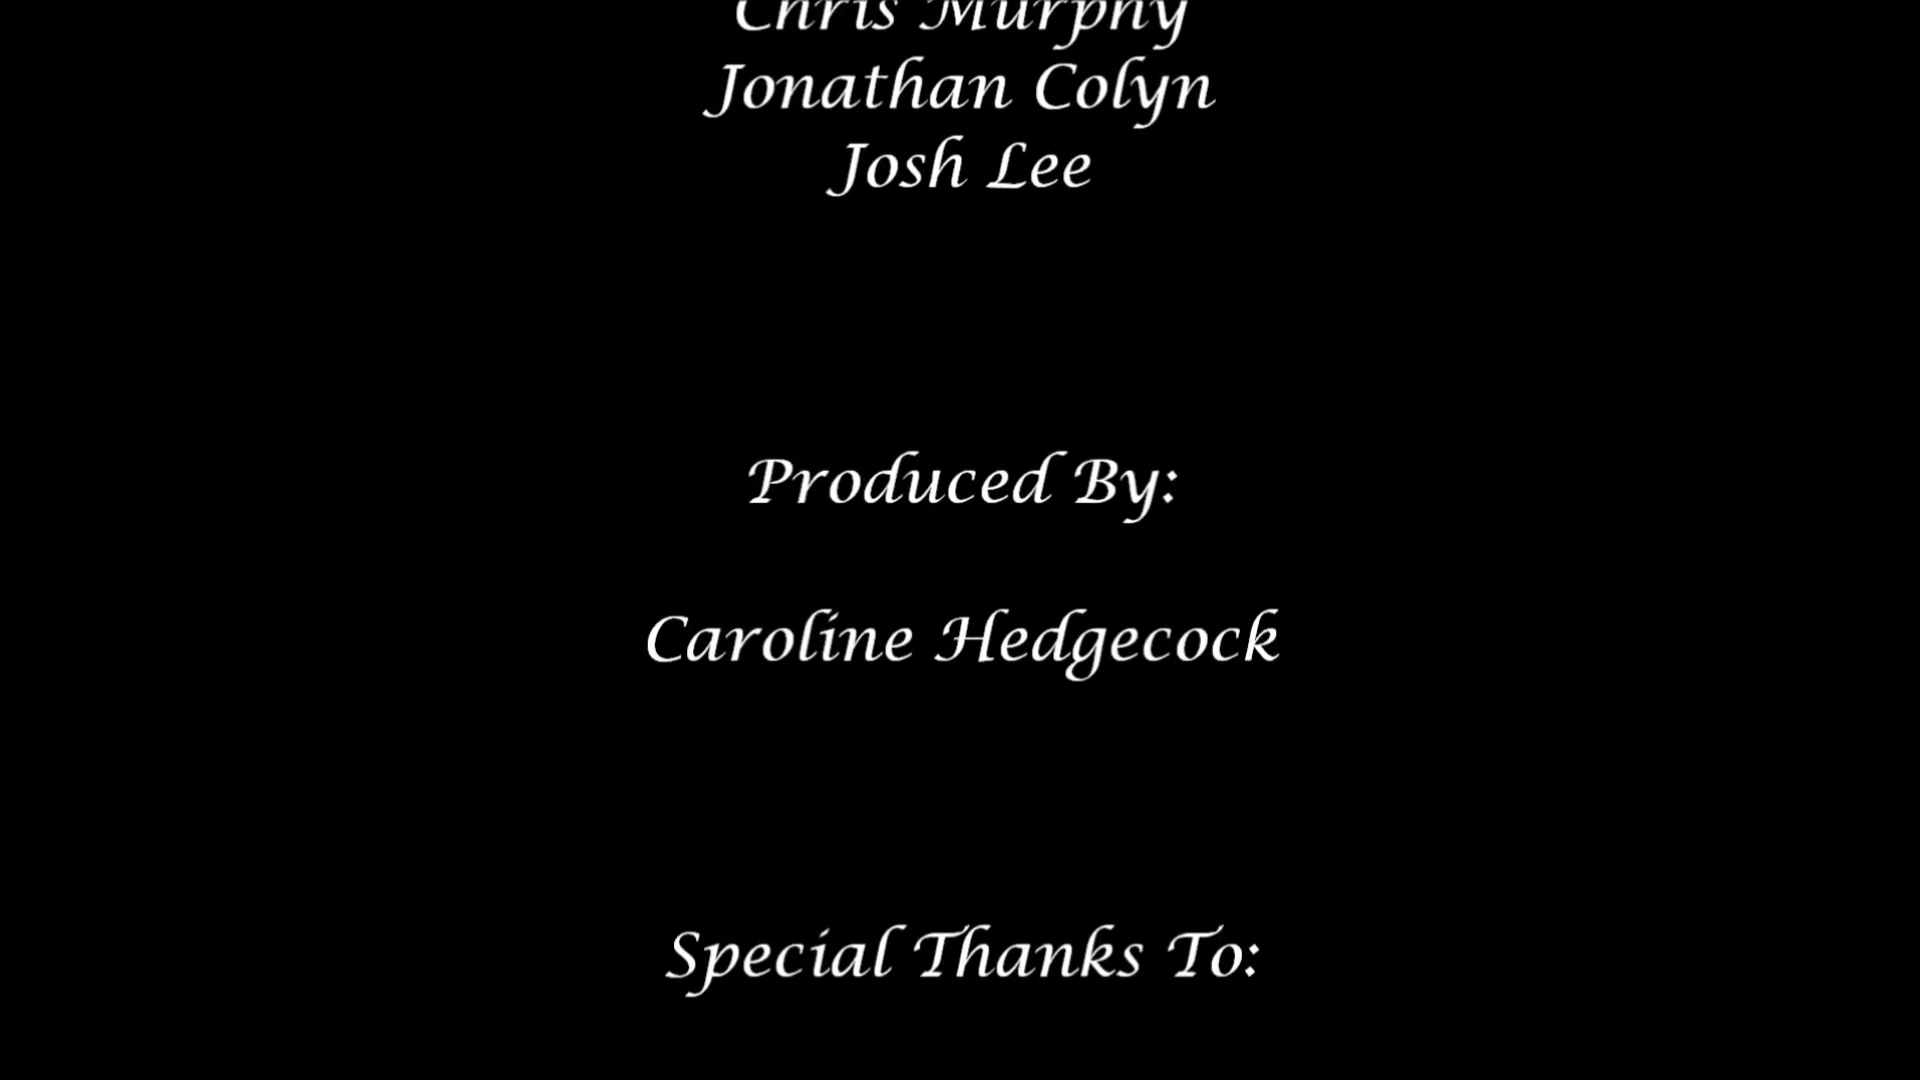 Chris Murphy
Jonathan Colyn
Josh Lee
Produced By:
Caroline Hedgecock
Special Thanks To: